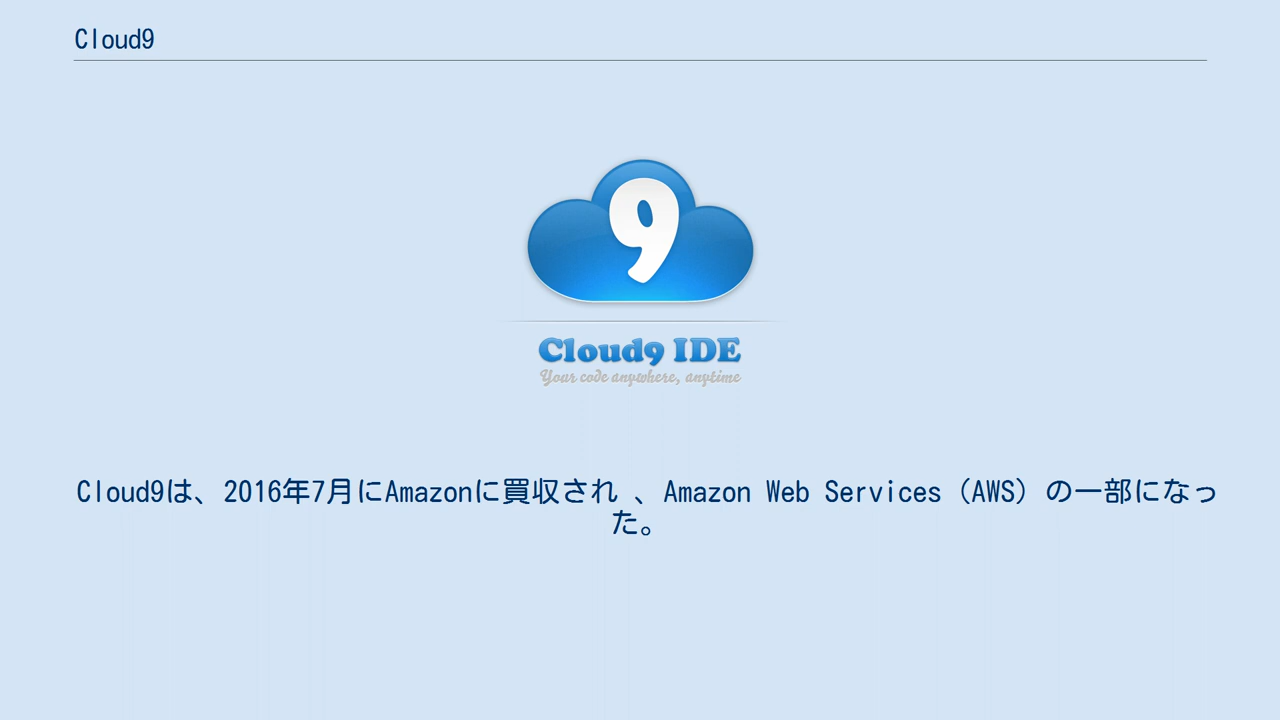 Cloud9
9
Cloud9 IDE
Your code anywhere, anytime
Cloud9は、2016年7月にAmazonに買収され 、Amazon Web Services（AWS）の一部になっ
た。